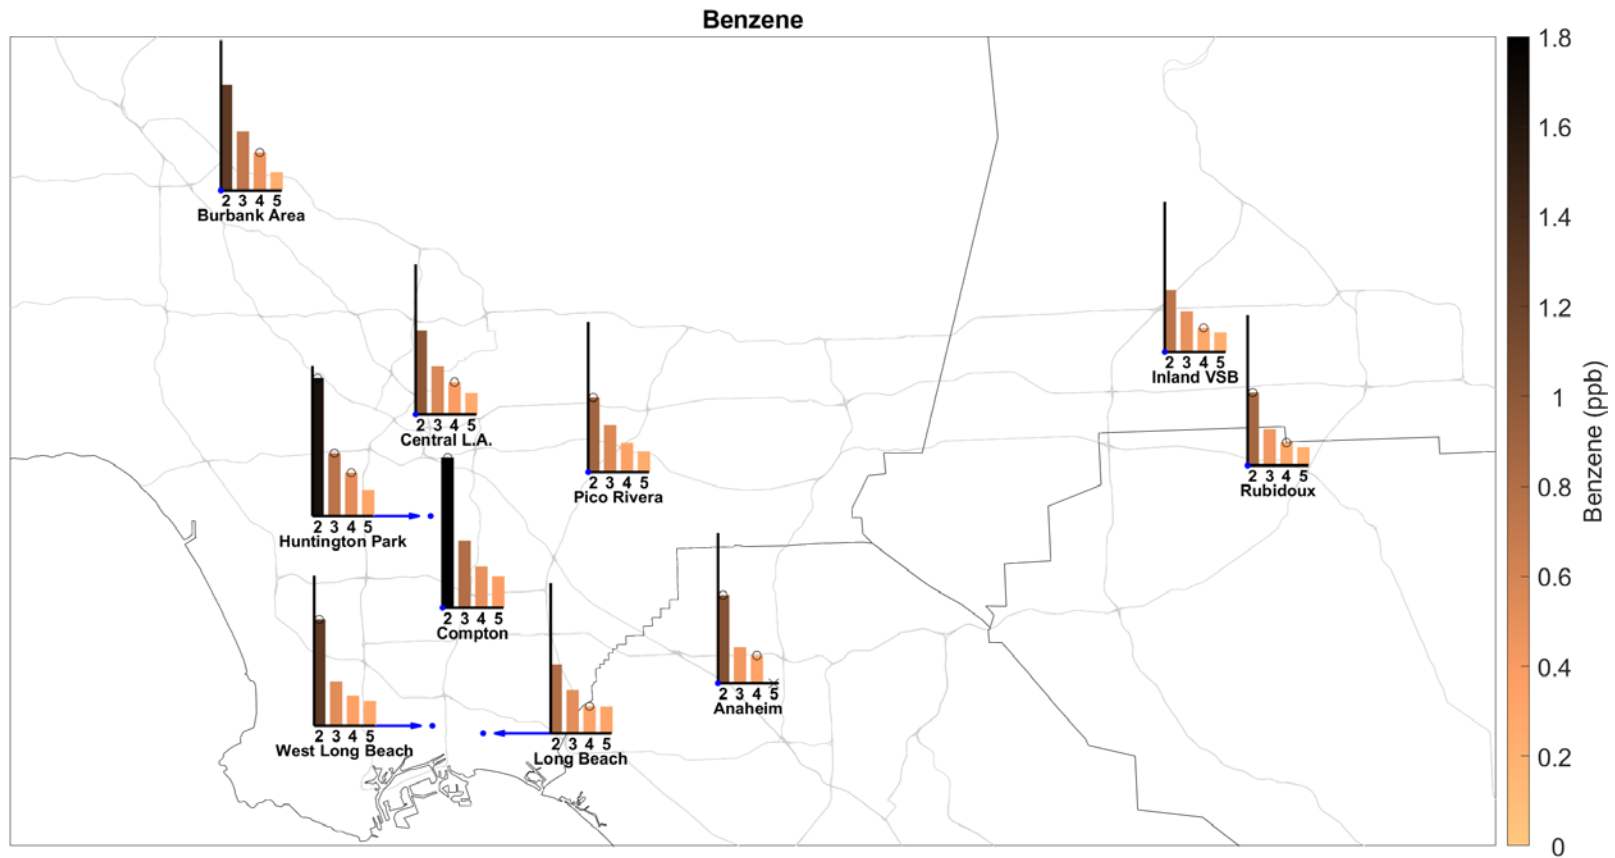 Benzene
2 3 4 5
Burbank Area
2 3 4 5
Central L.A.
2 3 4 5
Huntington Park
2 3 4 5
Pico Rivera
2 3 4 5
Compton
2 3 4 5
West Long Beach
2 3 4 5
Long Beach
2 3 4 5
Anaheim
2 3 4 5
Inland VSB
2 3 4 5
Rubidoux
1.8
1.6
1.4
1.2
1
0.8
0.6
0.4
0.2
0
Benzene (ppb)